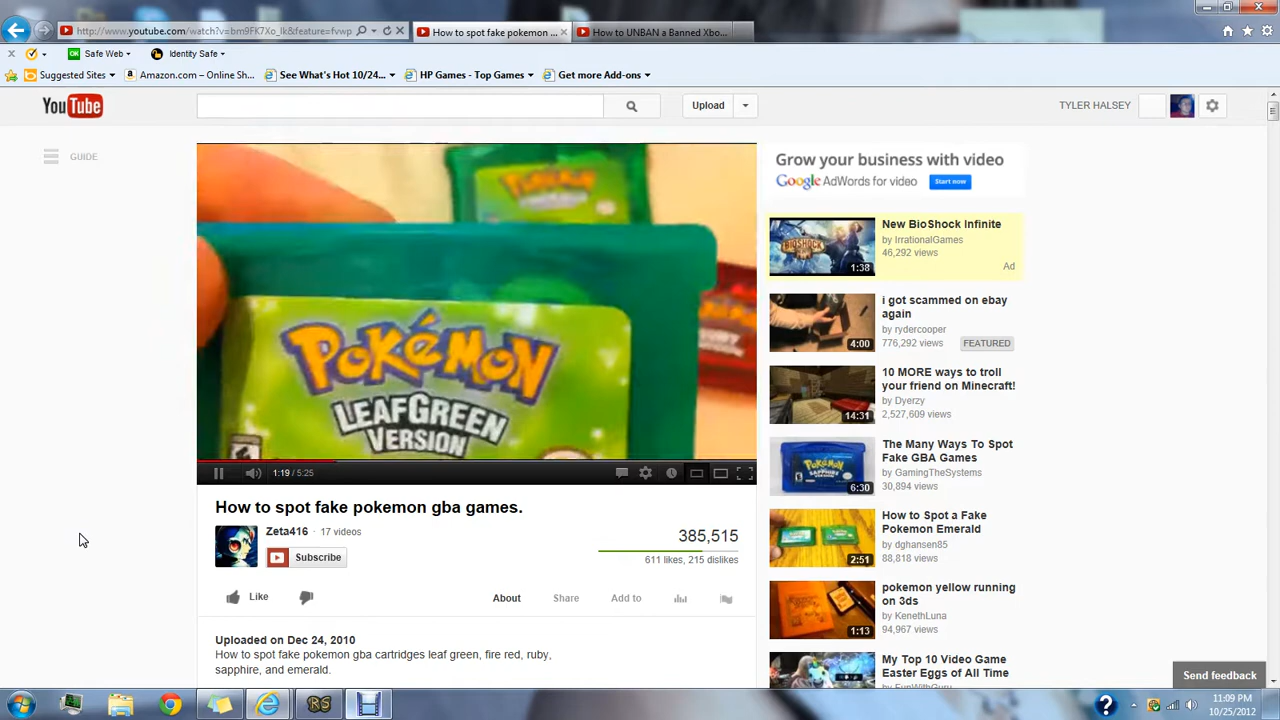 http://www.youtube.com/watch?v=bm9FK7Xo_lk&feature=fvwp
How to spot fake pokemon ...
How to UNBAN a Banned Xbo...
OK Safe Web
Identity Safe
Suggested Sites
Amazon.com – Online Sh...
See What's Hot 10/24...
HP Games - Top Games
Get more Add-ons
YouTube
Upload
TYLER HALSEY
GUIDE
POKéMON
LEAFGREEN
VERSION
1:19 / 5:25
How to spot fake pokemon gba games.
Zeta416 · 17 videos
Subscribe
385,515
611 likes, 215 dislikes
Like
About
Share
Add to
Uploaded on Dec 24, 2010
How to spot fake pokemon gba cartridges leaf green, fire red, ruby,
sapphire, and emerald.
Grow your business with video
Google AdWords for video
Start now
New BioShock Infinite
by IrrationalGames
46,292 views
Ad
1:38
i got scammed on ebay
again
by rydercooper
776,292 views
FEATURED
4:00
10 MORE ways to troll
your friend on Minecraft!
by Dyerzy
2,527,609 views
14:31
The Many Ways To Spot
Fake GBA Games
by GamingTheSystems
30,894 views
6:30
How to Spot a Fake
Pokemon Emerald
by dghansen85
88,818 views
2:51
pokemon yellow running
on 3ds
by KenethLuna
94,967 views
1:13
My Top 10 Video Game
Easter Eggs of All Time
by FunWithGuru
Send feedback
RS
11:09 PM
10/25/2012